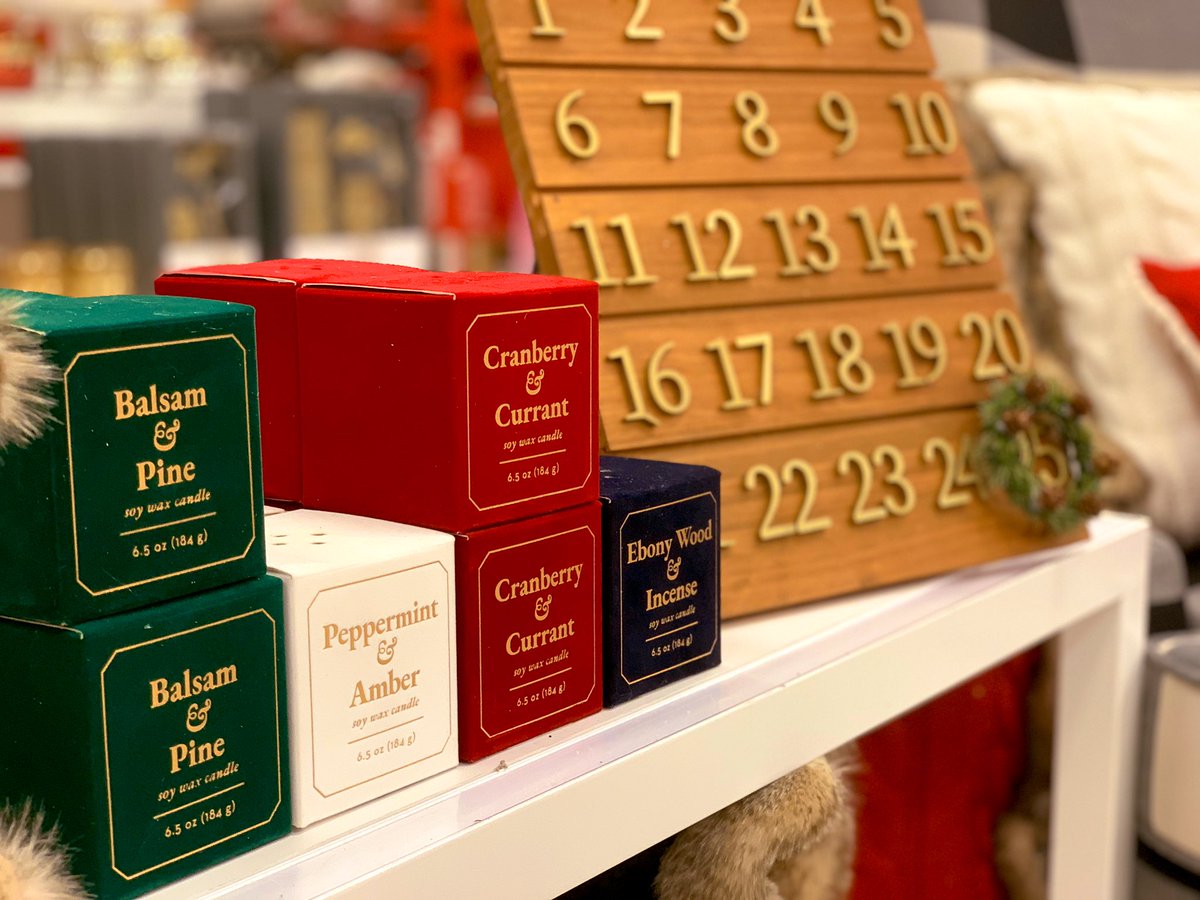 1 2 3 4 5
6 7 8 9 10
11 12 13 14 15
16 17 18 19 20
22 23 24
Balsam
&
Pine
soy wax candle
6.5 oz (184 g)
Cranberry
&
Currant
soy wax candle
6.5 oz (184 g)
Balsam
&
Pine
soy wax candle
6.5 oz (184 g)
Peppermint
&
Amber
soy wax candle
6.5 oz (184 g)
Cranberry
&
Currant
soy wax candle
6.5 oz (184 g)
Ebony Wood
&
Incense
soy wax candle
6.5 oz (184 g)